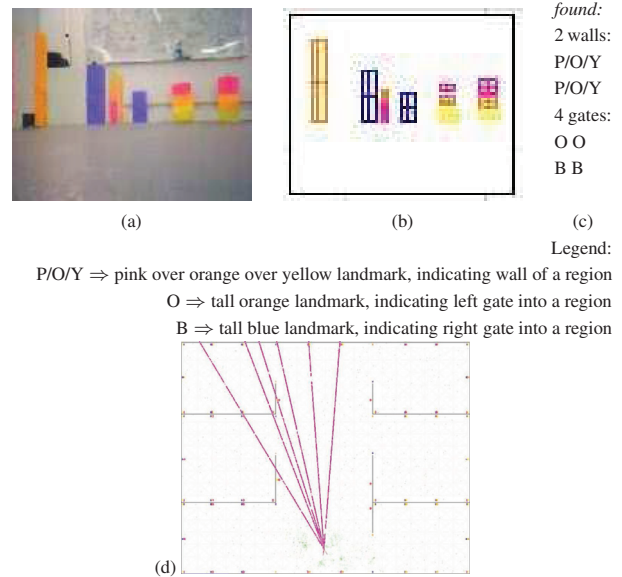 found:
2 walls:
P/O/Y
P/O/Y
4 gates:
O O
B B
(a)
(b)
(c)
Legend:
P/O/Y ⇒ pink over orange over yellow landmark, indicating wall of a region
O ⇒ tall orange landmark, indicating left gate into a region
B ⇒ tall blue landmark, indicating right gate into a region
(d)